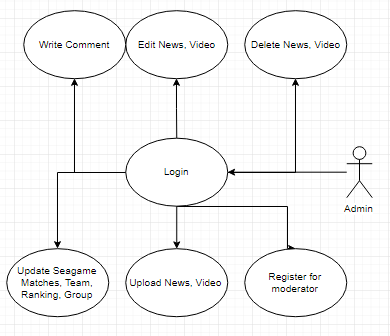 Write Comment
Edit News, Video
Delete News, Video
Login
Admin
Update Seagame
Matches, Team,
Ranking, Group
Upload News, Video
Register for
moderator